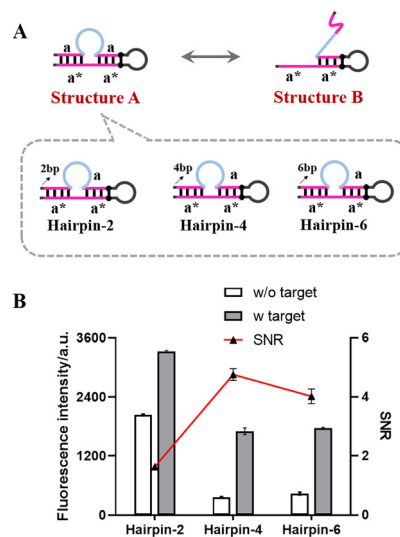 A
a a
a* a*
Structure A
a* a
Structure B
2bp a
a* a*
Hairpin-2
4bp a
a* a*
Hairpin-4
6bp a
a* a*
Hairpin-6
B
w/o target
w target
SNR
Fluorescence intensity/a.u.
3600
2400
1200
0
6
4
2
0
SNR
Hairpin-2 Hairpin-4 Hairpin-6